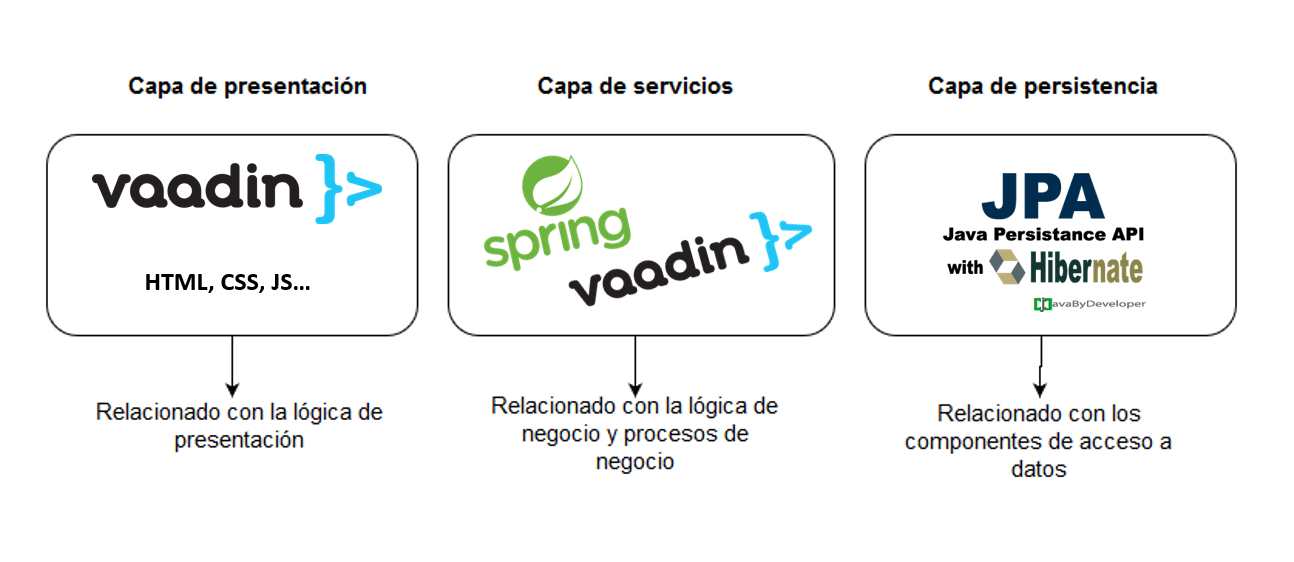 Capa de presentación
Capa de servicios
Capa de persistencia
vaadin }>
HTML, CSS, JS...
spring
vaadin }>
JPA
Java Persistance API
with Hibernate
JavaByDeveloper
Relacionado con la lógica de
presentación
Relacionado con la lógica de
negocio y procesos de
negocio
Relacionado con los
componentes de acceso a
datos